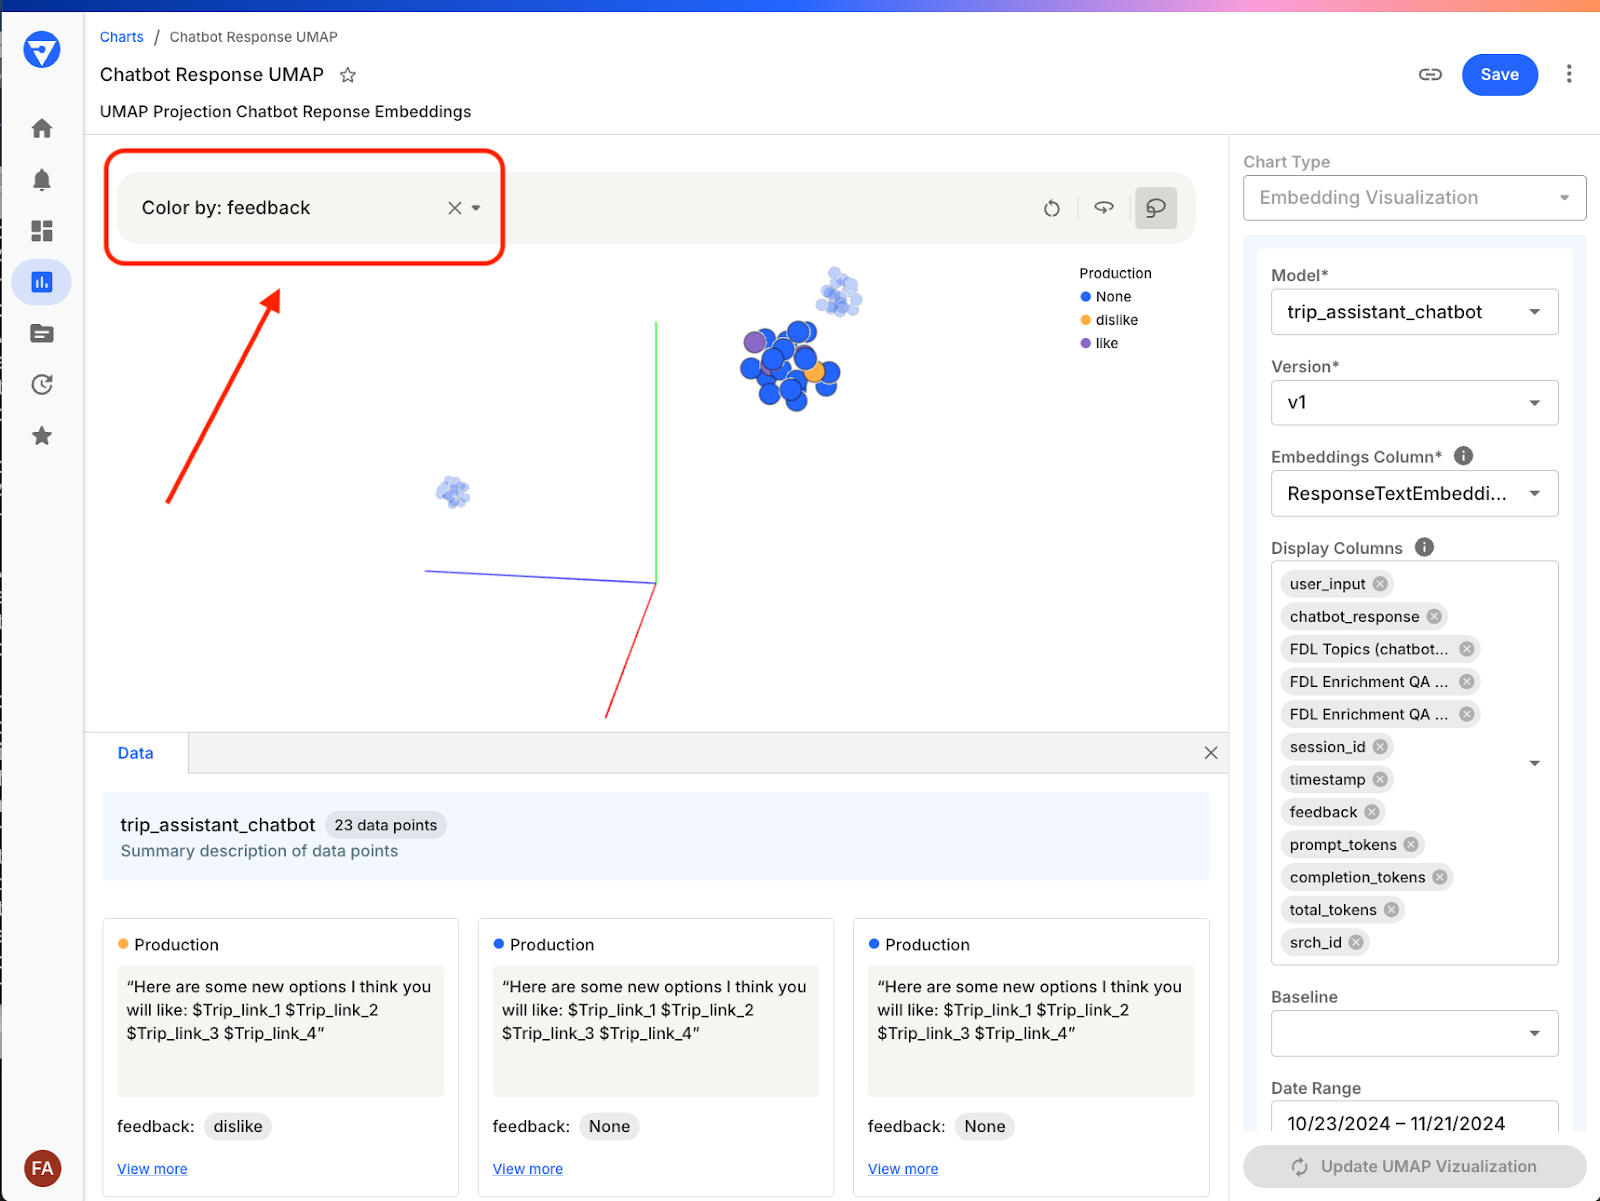 Charts / Chatbot Response UMAP
Chatbot Response UMAP
Save
UMAP Projection Chatbot Reponse Embeddings
Color by: feedback
Production
None
dislike
like
Chart Type
Embedding Visualization
Model*
trip_assistant_chatbot
Version*
v1
Embeddings Column*
ResponseTextEmbeddi...
Display Columns
user_input
chatbot_response
FDL Topics (chatbot...
FDL Enrichment QA ...
FDL Enrichment QA ...
session_id
timestamp
feedback
prompt_tokens
completion_tokens
total_tokens
srch_id
Baseline
Date Range
10/23/2024 – 11/21/2024
Update UMAP Vizualization
Data
trip_assistant_chatbot 23 data points
Summary description of data points
Production
“Here are some new options I think you
will like: $Trip_link_1 $Trip_link_2
$Trip_link_3 $Trip_link_4”
feedback: dislike
View more
Production
“Here are some new options I think you
will like: $Trip_link_1 $Trip_link_2
$Trip_link_3 $Trip_link_4”
feedback: None
View more
Production
“Here are some new options I think you
will like: $Trip_link_1 $Trip_link_2
$Trip_link_3 $Trip_link_4”
feedback: None
View more
FA